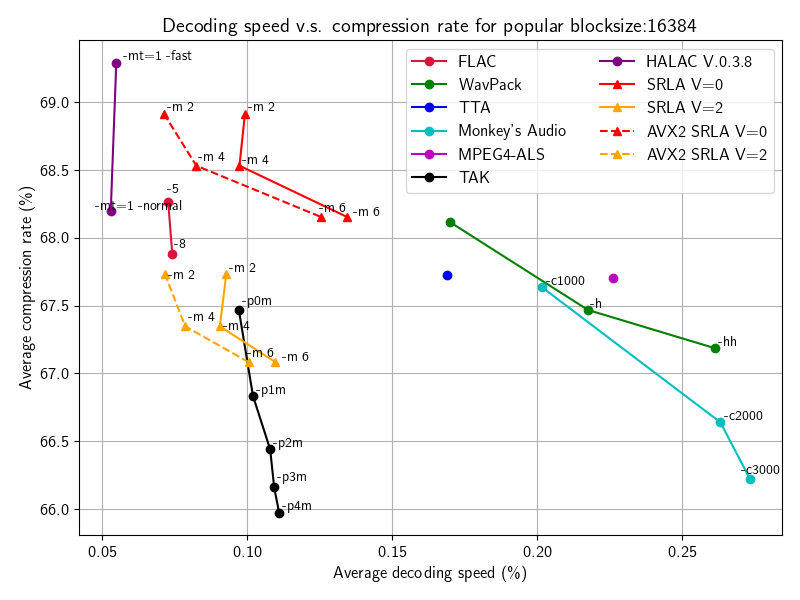 Decoding speed v.s. compression rate for popular blocksize:16384
Average compression rate (%)
69.0
68.5
68.0
67.5
67.0
66.5
66.0
0.05
0.10
0.15
0.20
0.25
Average decoding speed (%)
FLAC
WavPack
TTA
Monkey's Audio
MPEG4-ALS
TAK
HALAC V.0.3.8
SRLA V=0
SRLA V=2
AVX2 SRLA V=0
AVX2 SRLA V=2
-mt=1 -fast
-mt=1 -normal
-m 2
-m 2
-m 4
-m 4
-m 6
-m 6
-5
-8
-m 2
-m 2
-m 4
-m 4
-m 6
-m 6
-p0m
-p1m
-p2m
-p3m
-p4m
-c1000
-h
-hh
-c2000
-c3000